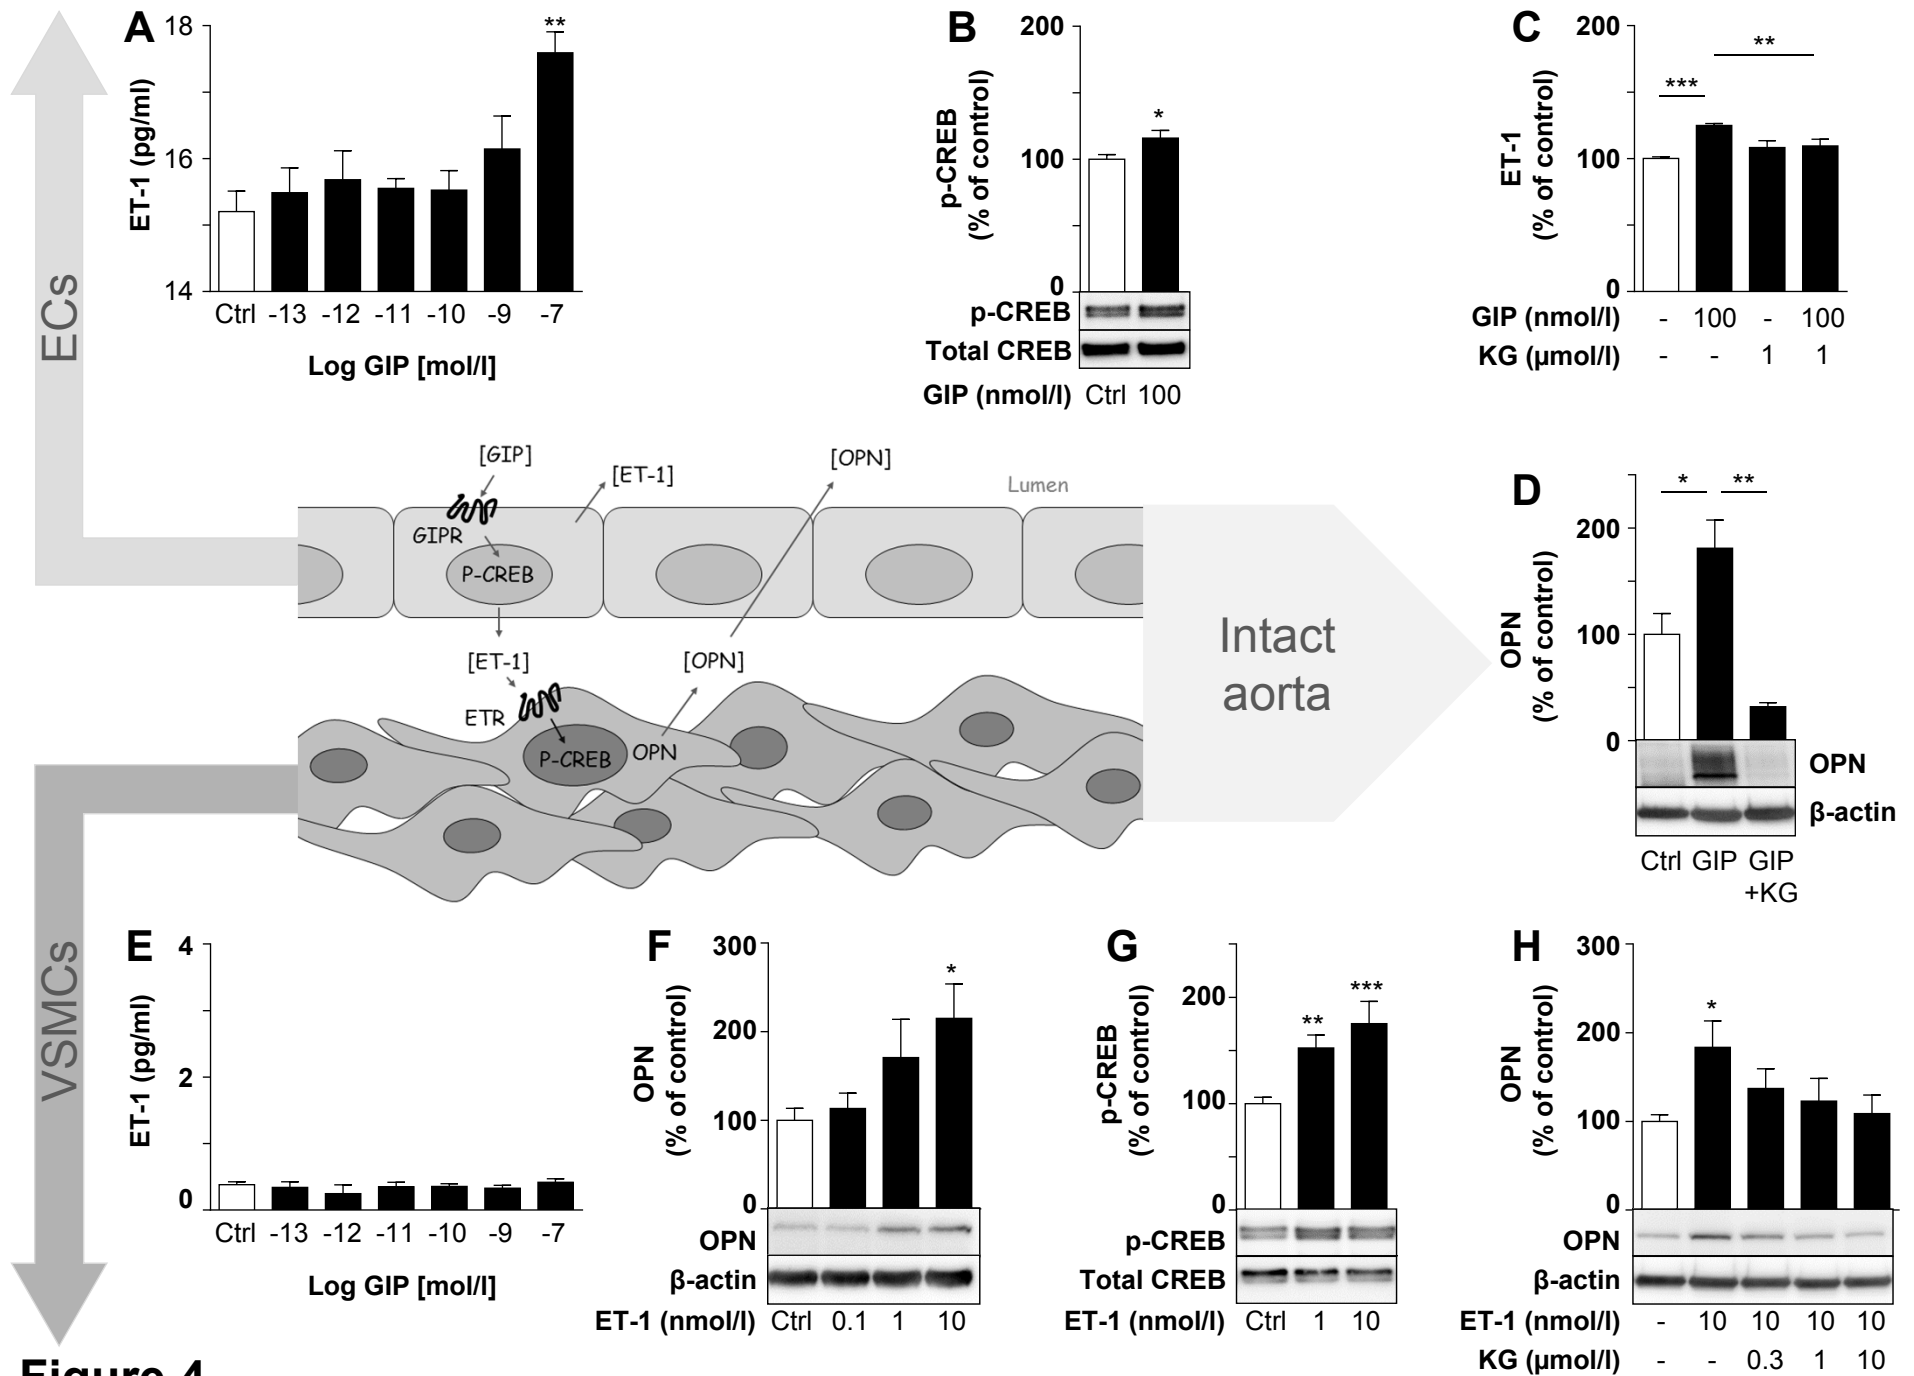 A
18
16
14
ET-1 (pg/ml)
**
Ctrl -13 -12 -11 -10 -9 -7
Log GIP [mol/l]
B
200
100
0
p-CREB
(% of control)
*
p-CREB
Total CREB
GIP (nmol/l) Ctrl 100
C
200
100
0
ET-1
(% of control)
***
**
GIP (nmol/l) - 100 - 100
KG (µmol/l) - - 1 1
ECs
[GIP]
[ET-1]
[OPN]
Lumen
GIPR
P-CREB
[ET-1]
[OPN]
ETR
P-CREB
OPN
Intact
aorta
D
200
100
0
OPN
(% of control)
* **
OPN
β-actin
Ctrl GIP GIP
+KG
VSMCs
E
4
2
0
ET-1 (pg/ml)
Ctrl -13 -12 -11 -10 -9 -7
Log GIP [mol/l]
F
300
200
100
0
OPN
(% of control)
*
OPN
β-actin
ET-1 (nmol/l) Ctrl 0.1 1 10
G
200
100
0
p-CREB
(% of control)
**
***
p-CREB
Total CREB
ET-1 (nmol/l) Ctrl 1 10
H
300
200
100
0
OPN
(% of control)
*
OPN
β-actin
ET-1 (nmol/l) - 10 10 10 10
KG (µmol/l) - - 0.3 1 10
Figure 4